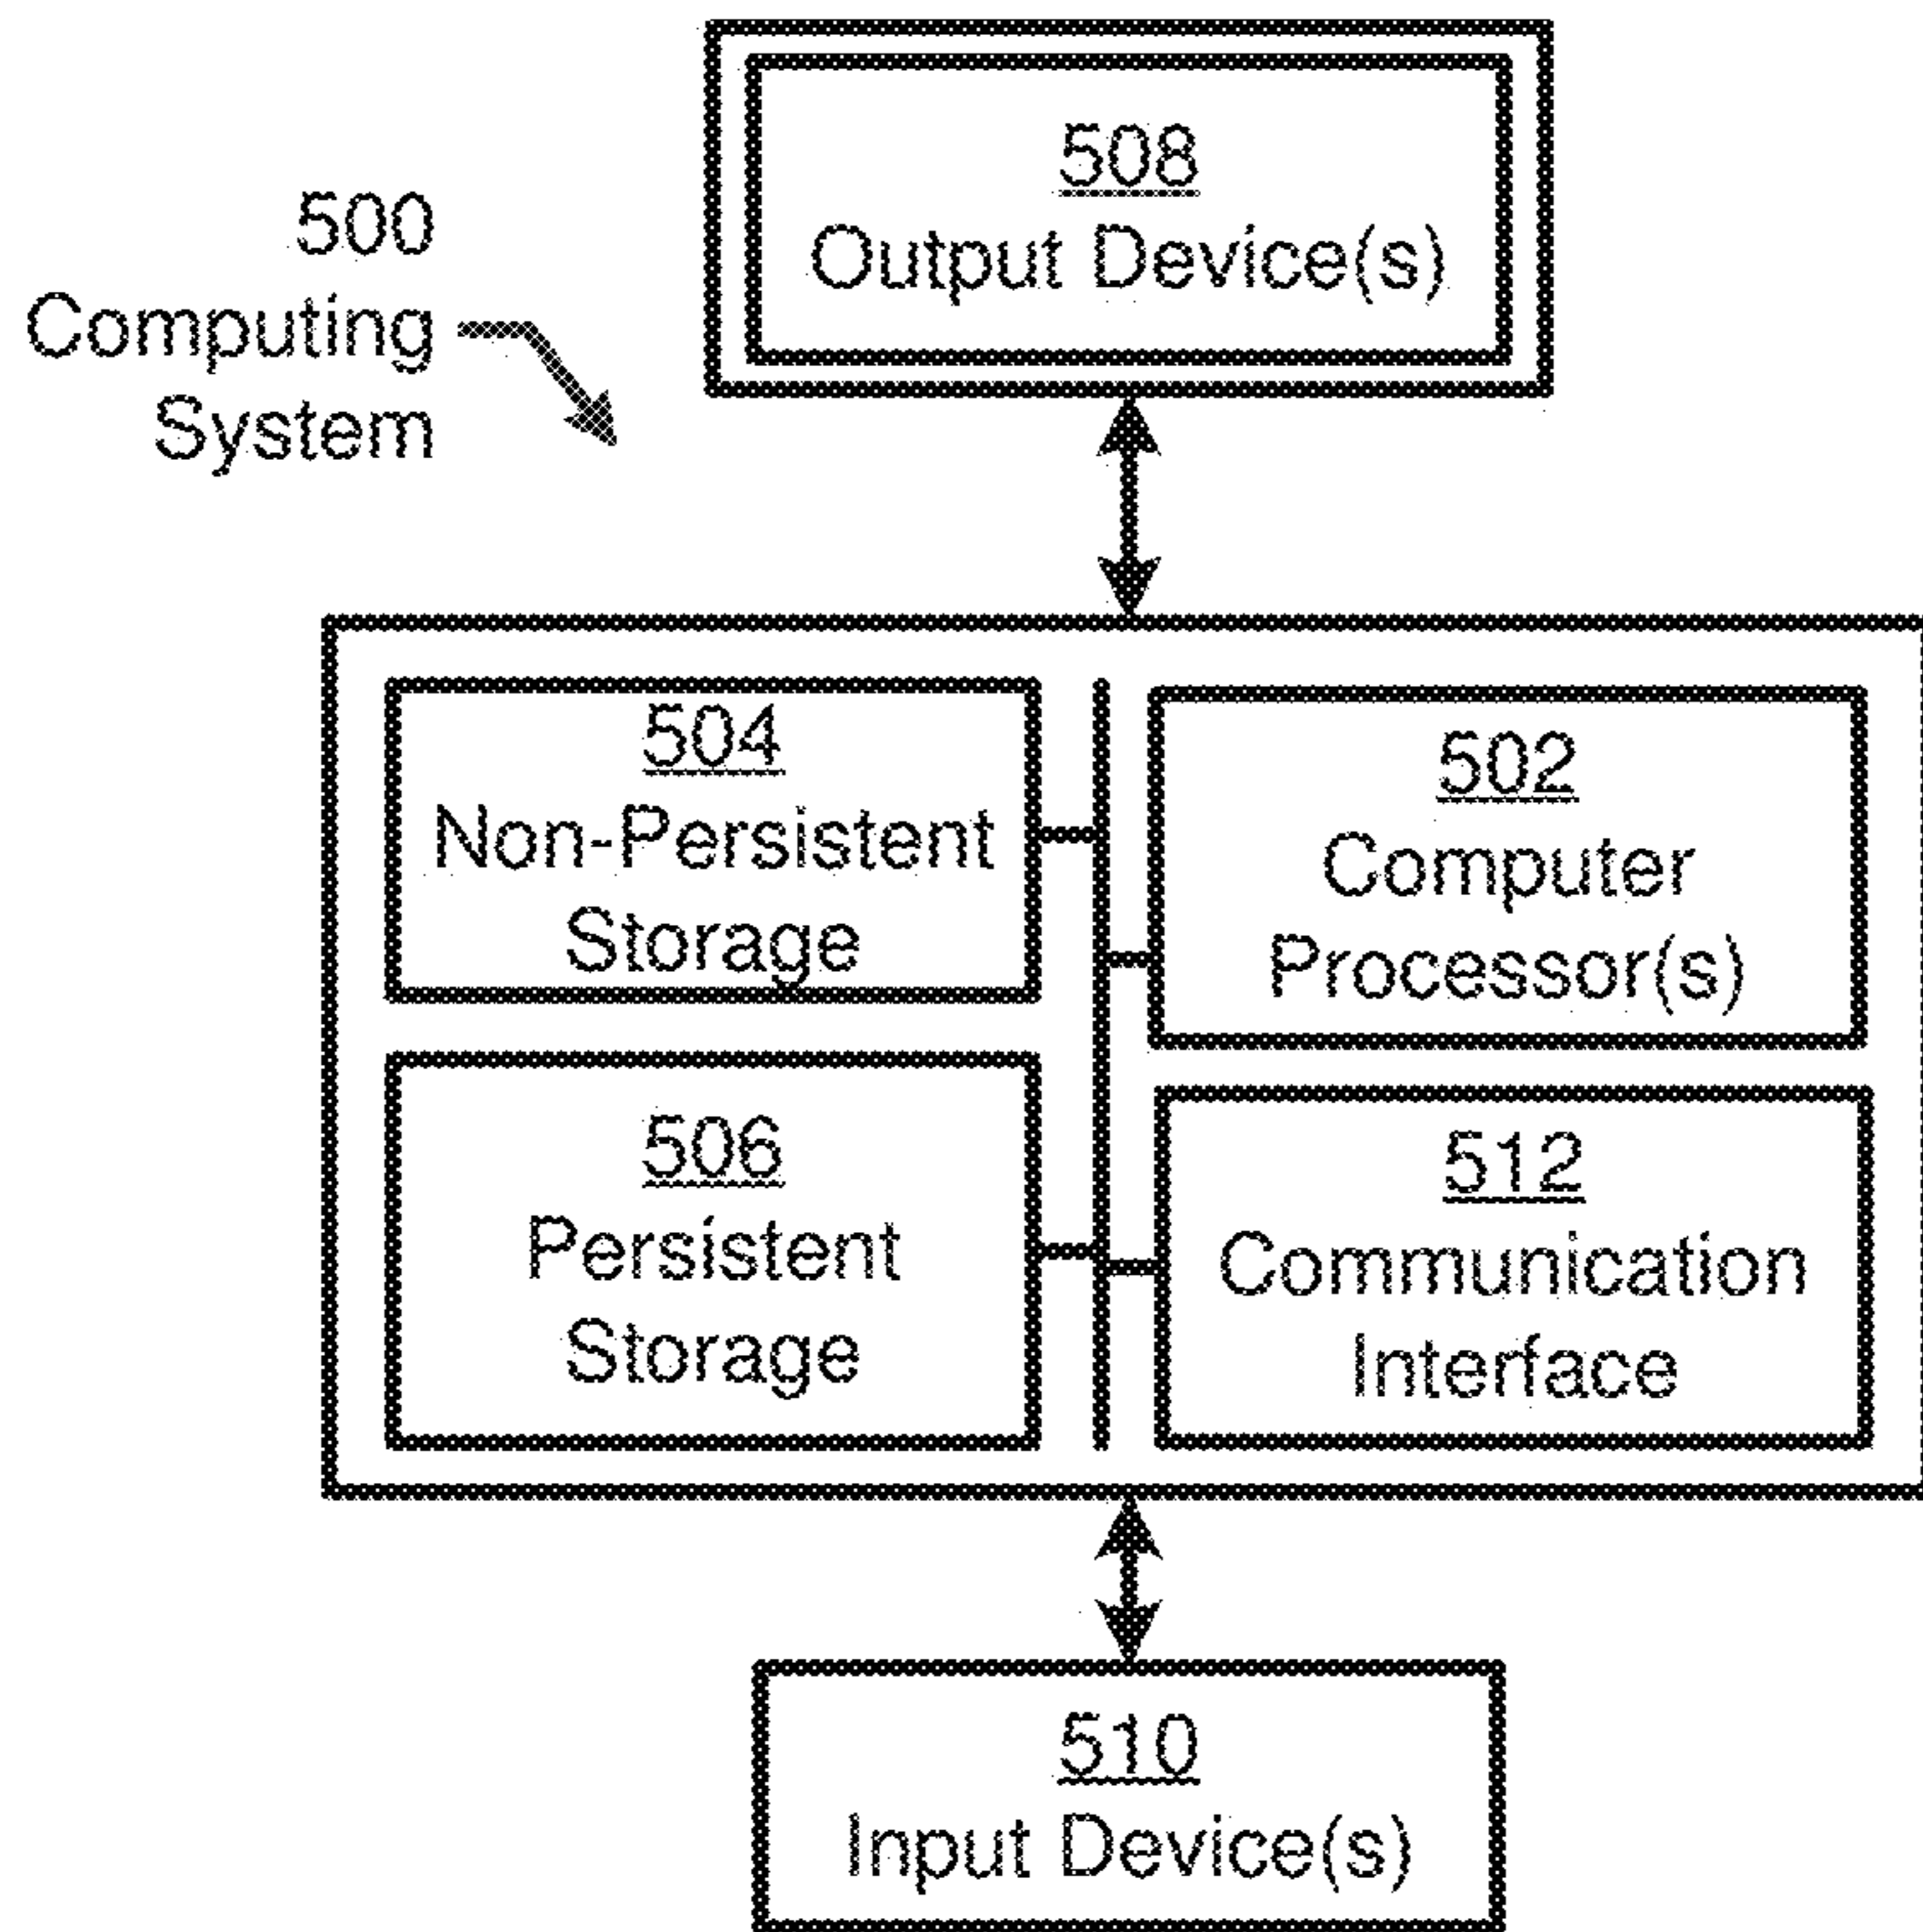 508
Output Device(s)
500
Computing
System
504
Non-Persistent
Storage
502
Computer
Processor(s)
506
Persistent
Storage
512
Communication
Interface
510
Input Device(s)